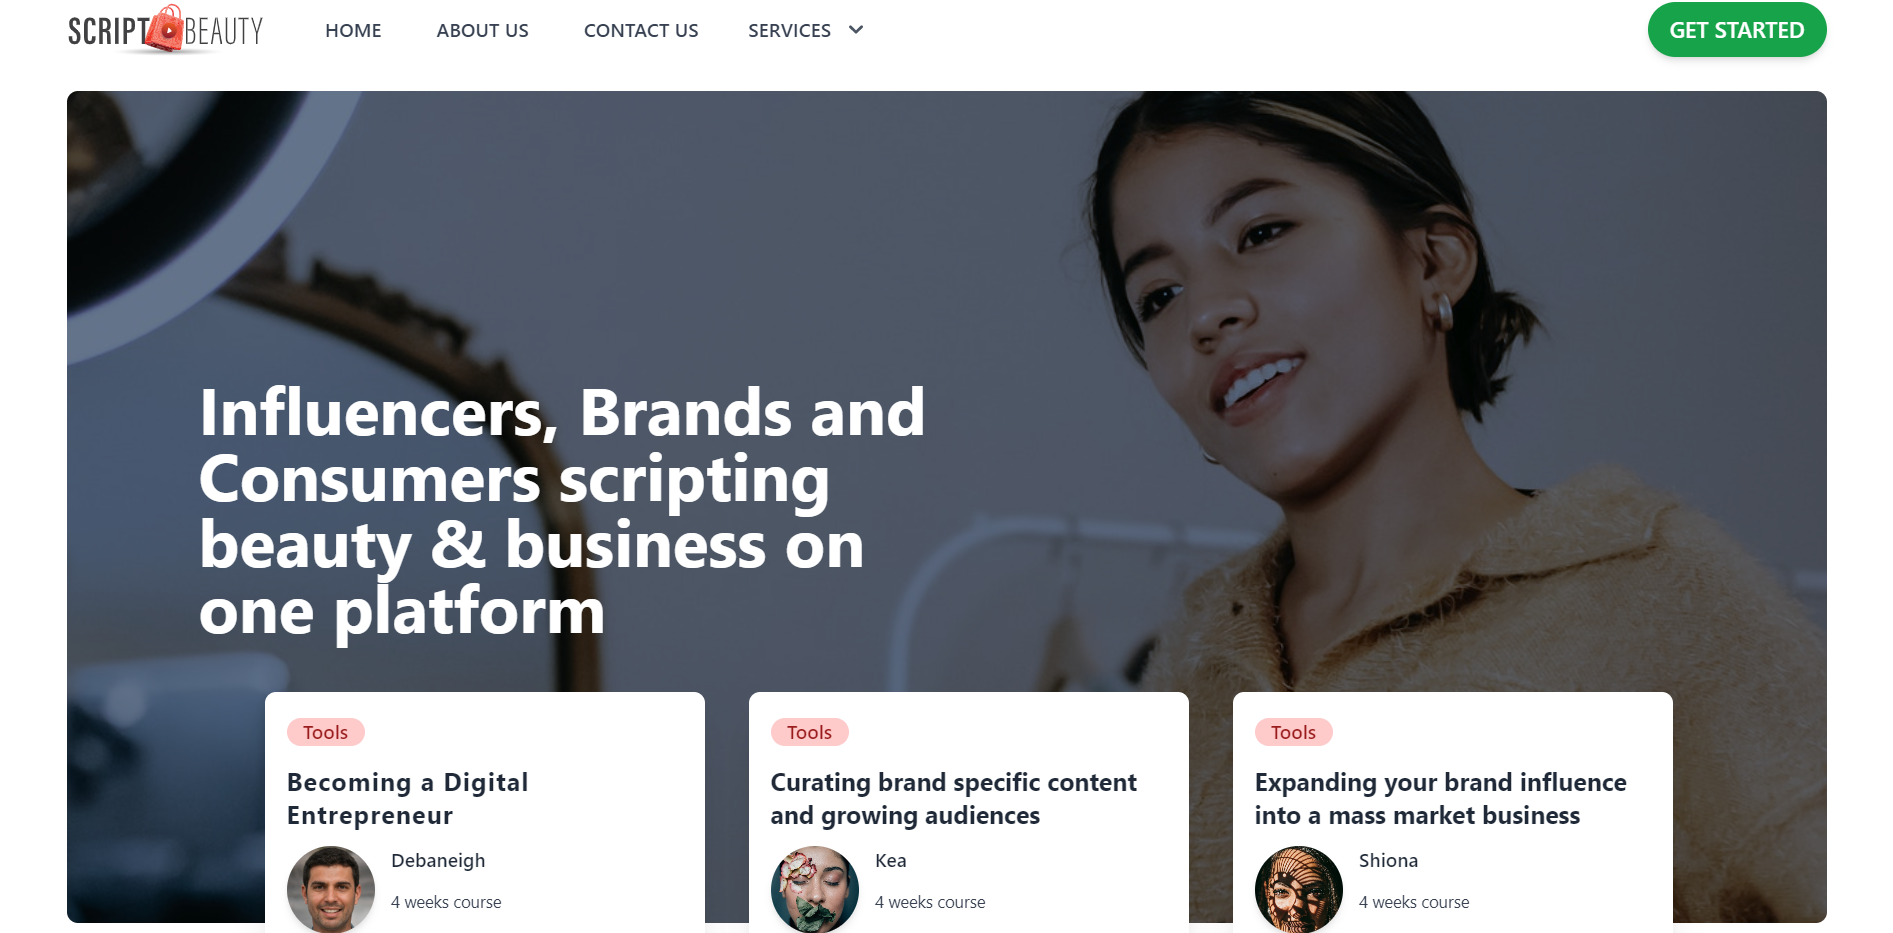 SCRIPT BEAUTY
HOME
ABOUT US
CONTACT US
SERVICES
GET STARTED
Influencers, Brands and
Consumers scripting
beauty & business on
one platform
Tools
Becoming a Digital
Entrepreneur
Debaneigh
4 weeks course
Tools
Curating brand specific content
and growing audiences
Kea
4 weeks course
Tools
Expanding your brand influence
into a mass market business
Shiona
4 weeks course